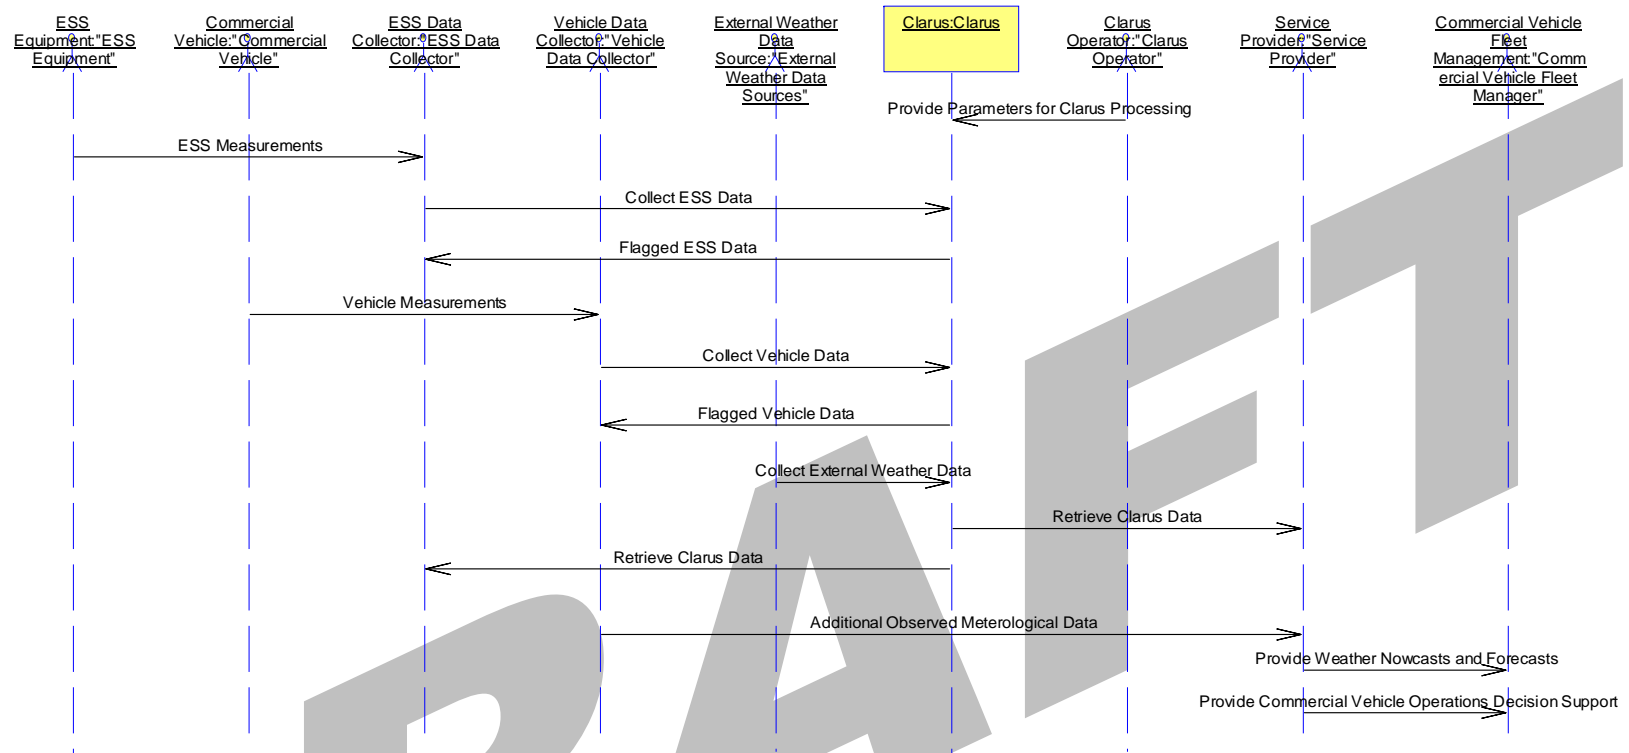 ESS
Equipment:"ESS
Equipment"
Commercial
Vehicle:"Commercial
Vehicle"
ESS Data
Collector:"ESS Data
Collector"
Vehicle Data
Collector:"Vehicle
Data Collector"
External Weather
Data
Source:"External
Weather Data
Sources"
Clarus:Clarus
Clarus
Operator:"Clarus
Operator"
Service
Provider:"Service
Provider"
Commercial Vehicle
Fleet
Management:"Comm
ercial Vehicle Fleet
Manager"
Provide Parameters for Clarus Processing
ESS Measurements
Collect ESS Data
Flagged ESS Data
Vehicle Measurements
Collect Vehicle Data
Flagged Vehicle Data
Collect External Weather Data
Retrieve Clarus Data
Retrieve Clarus Data
Additional Observed Meterological Data
Provide Weather Nowcasts and Forecasts
Provide Commercial Vehicle Operations Decision Support
RAFT